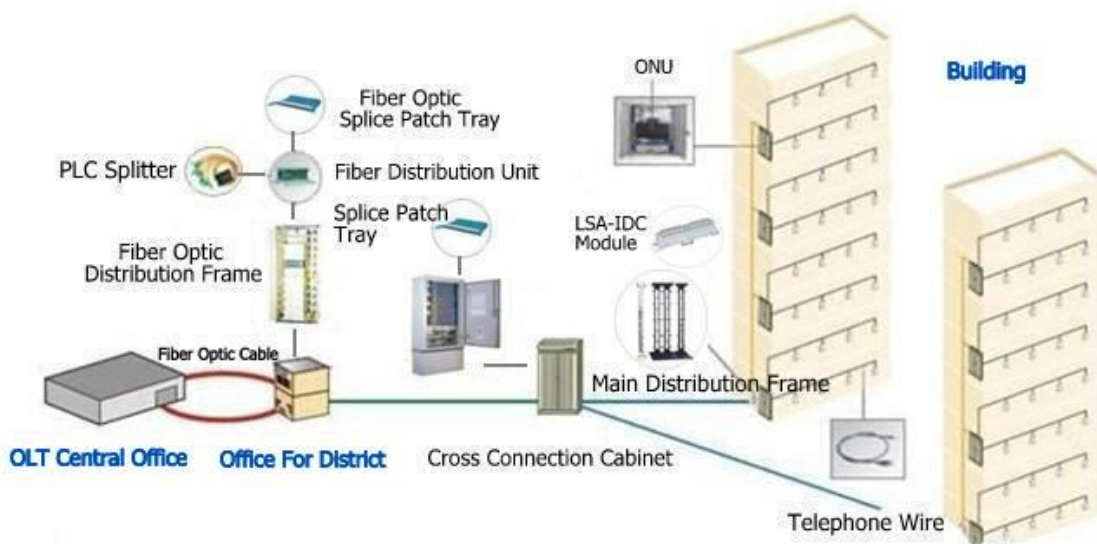 ONU
Building
Fiber Optic
Splice Patch Tray
PLC Splitter
Fiber Distribution Unit
Splice Patch
Tray
LSA-IDC
Module
Fiber Optic
Distribution Frame
Fiber Optic Cable
Main Distribution Frame
OLT Central Office
Office For District
Cross Connection Cabinet
Telephone Wire